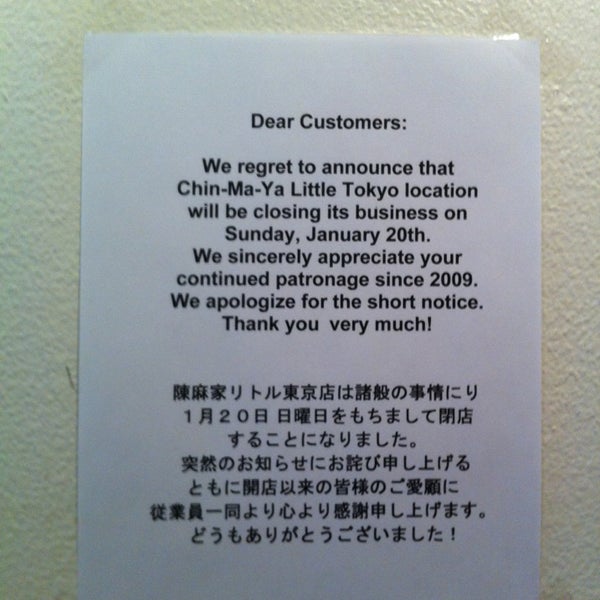 Dear Customers:
We regret to announce that
Chin-Ma-Ya Little Tokyo location
will be closing its business on
Sunday, January 20th.
We sincerely appreciate your
continued patronage since 2009.
We apologize for the short notice.
Thank you  very much!
陳麻家リトル東京店は諸般の事情にり
１月２０日 日曜日をもちまして閉店
することになりました。
突然のお知らせにお詫び申し上げる
ともに開店以来の皆様のご愛願に
従業員一同より心より感謝申し上げます。
どうもありがとうございました！